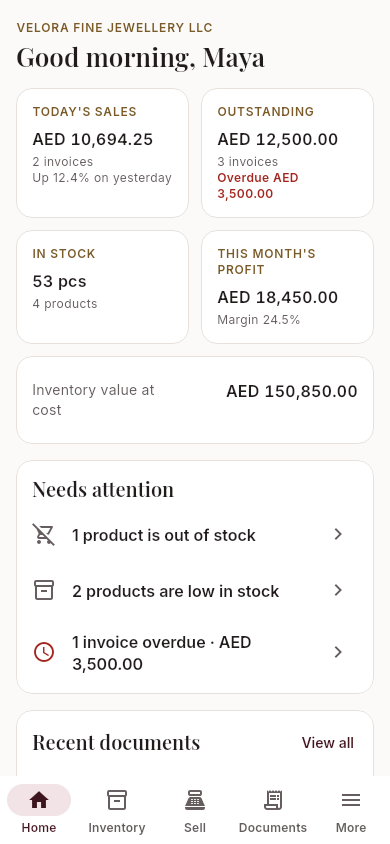 VELORA FINE JEWELLERY LLC
Good morning, Maya
TODAY'S SALES
AED 10,694.25
2 invoices
Up 12.4% on yesterday
OUTSTANDING
AED 12,500.00
3 invoices
Overdue AED
3,500.00
IN STOCK
53 pcs
4 products
THIS MONTH'S
PROFIT
AED 18,450.00
Margin 24.5%
Inventory value at
cost
AED 150,850.00
Needs attention
1 product is out of stock
2 products are low in stock
1 invoice overdue · AED
3,500.00
Recent documents
View all
Home
Inventory
Sell
Documents
More